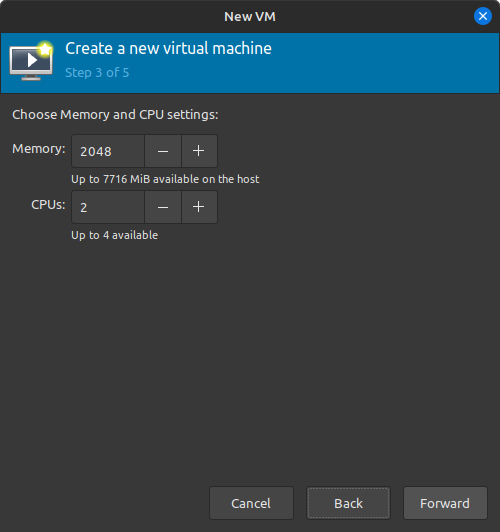 New VM
Create a new virtual machine
Step 3 of 5
Choose Memory and CPU settings:
Memory: 2048 − +
Up to 7716 MiB available on the host
CPUs: 2 − +
Up to 4 available
Cancel Back Forward